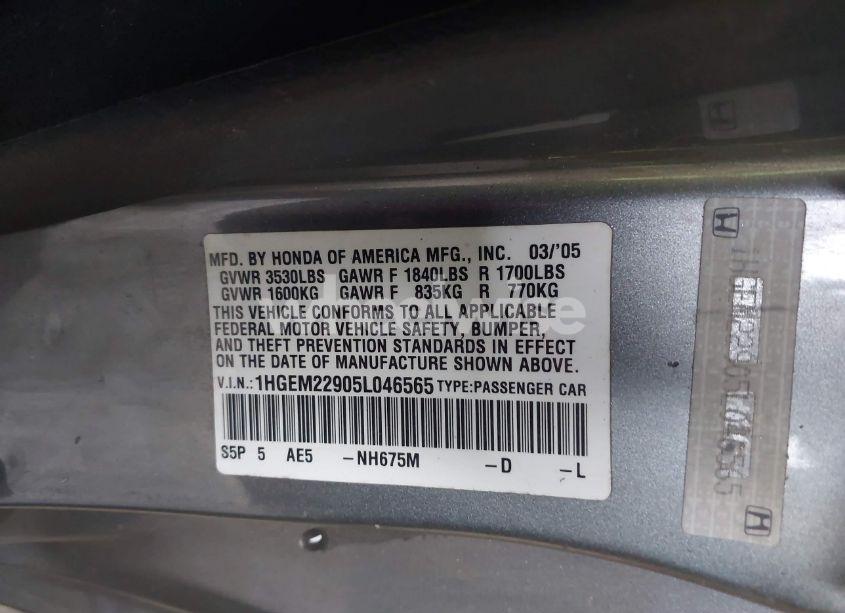 MFD. BY HONDA OF AMERICA MFG., INC. 03/'05
GVWR 3530LBS GAWR F 1840LBS R 1700LBS
GVWR 1600KG GAWR F 835KG R 770KG
THIS VEHICLE CONFORMS TO ALL APPLICABLE
FEDERAL MOTOR VEHICLE SAFETY, BUMPER,
AND THEFT PREVENTION STANDARDS IN EFFECT
ON THE DATE OF MANUFACTURE SHOWN ABOVE.
V.I.N.: 1HGEM22905L046565 TYPE:PASSENGER CAR
S5P 5 AE5 -NH675M -D -L